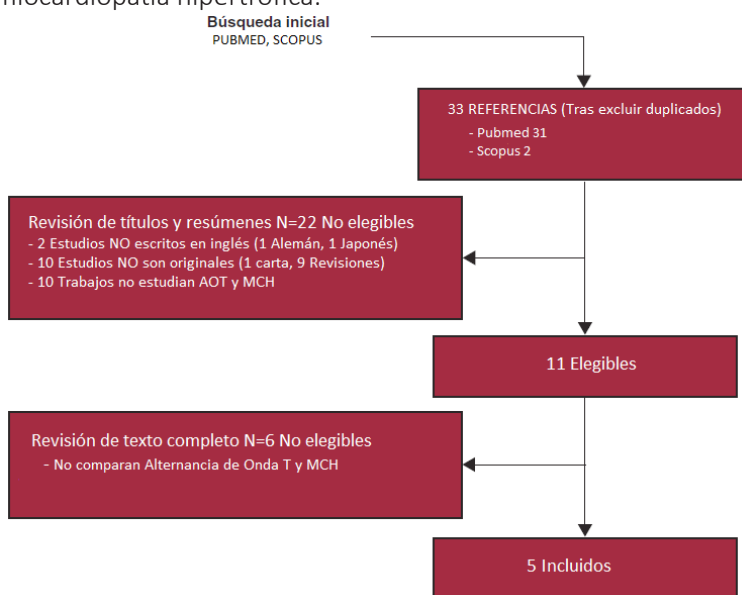 miocardiopatía hipertrófica.
Búsqueda inicial
PUBMED, SCOPUS
33 REFERENCIAS (Tras excluir duplicados)
- Pubmed 31
- Scopus 2
Revisión de títulos y resúmenes N=22 No elegibles
- 2 Estudios NO escritos en inglés (1 Alemán, 1 Japonés)
- 10 Estudios NO son originales (1 carta, 9 Revisiones)
- 10 Trabajos no estudian AOT y MCH
11 Elegibles
Revisión de texto completo N=6 No elegibles
- No comparan Alternancia de Onda T y MCH
5 Incluidos